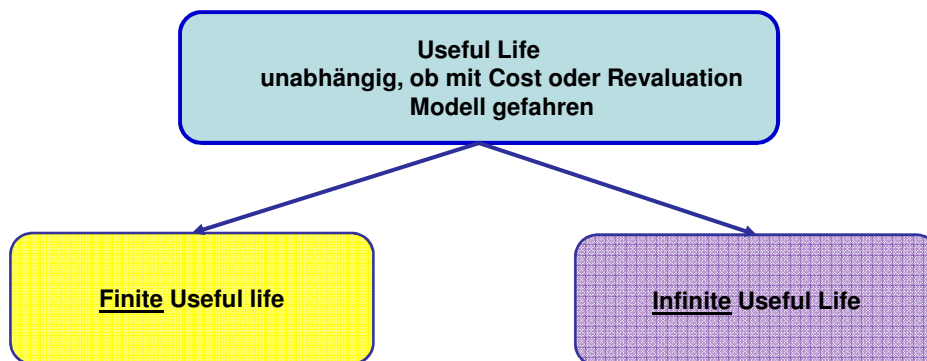 Useful Life
unabhängig, ob mit Cost oder Revaluation
Modell gefahren
Finite Useful life
Infinite Useful Life